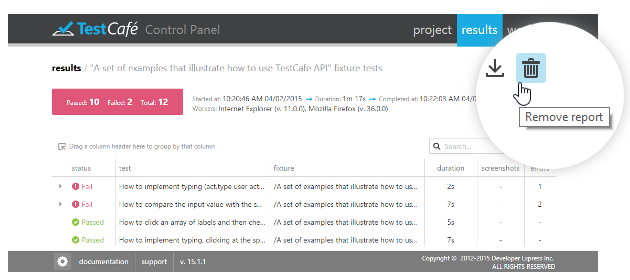 TestCafé Control Panel project results
results / "A set of examples that illustrate how to use TestCafe API" fixture tests
Passed: 10 Failed: 2 Total: 12
Started at: 10:20:46 AM 04/02/2015 → Duration: 1m 17s → Completed at: 10:22:03 AM 04/02
Workers: Internet Explorer (v. 11.0.0), Mozilla Firefox (v. 36.0.0)
Remove report
Drag a column header here to group by that column
Search...
status test fixture duration screenshots errors
Fail How to implement typing (act.type user act... /A set of examples that illustrate how to us... 2s - 1
Fail How to compare the input value with the s... /A set of examples that illustrate how to us... 7s - 2
Passed How to click an array of labels and then che... /A set of examples that illustrate how to us... 5s - -
Passed How to implement typing, clicking at the sp... /A set of examples that illustrate how to us... 7s - -
documentation support v. 15.1.1
Copyright © 2012-2015 Developer Express Inc.
ALL RIGHTS RESERVED